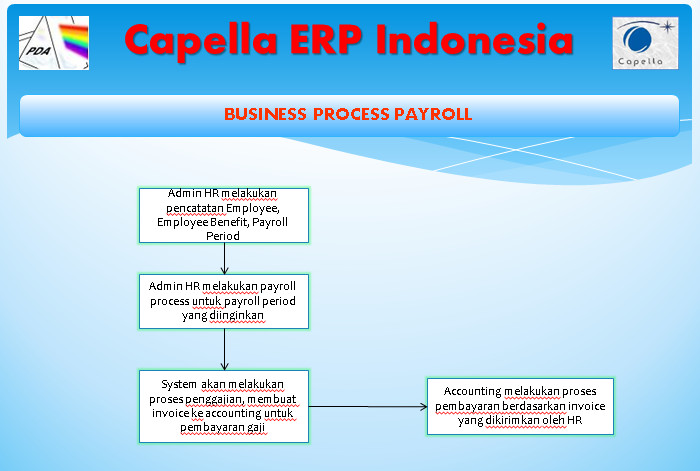 PDA
Capella ERP Indonesia
Capella
BUSINESS PROCESS PAYROLL
Admin HR melakukan
pencatatan Employee,
Employee Benefit, Payroll
Period
Admin HR melakukan payroll
process untuk payroll period
yang diinginkan
System akan melakukan
proses penggajian, membuat
invoice ke accounting untuk
pembayaran gaji
Accounting melakukan proses
pembayaran berdasarkan invoice
yang dikirimkan oleh HR